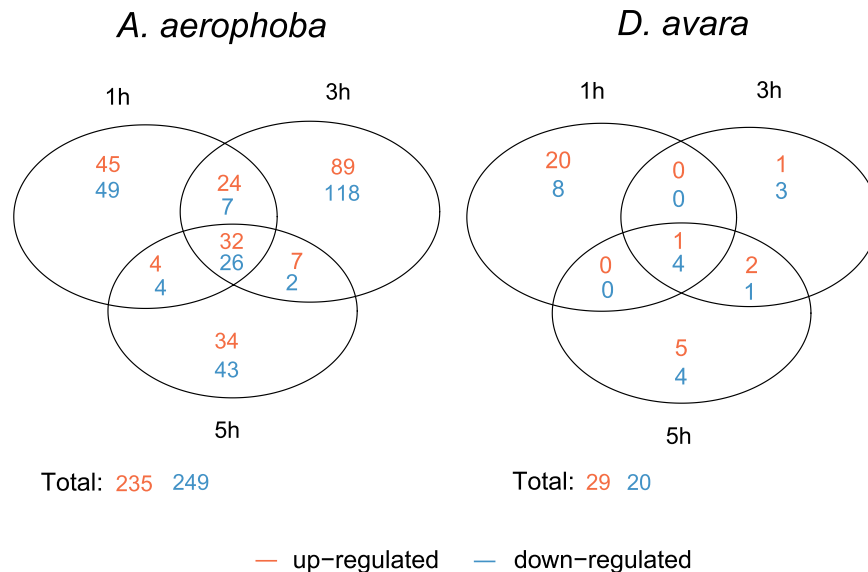 A. aerophoba
D. avara
1h
3h
45
49
24
7
89
118
32
26
4
4
7
2
34
43
5h
Total: 235 249
1h
3h
20
8
0
0
1
3
1
4
0
0
2
1
5
4
5h
Total: 29 20
up−regulated
down−regulated